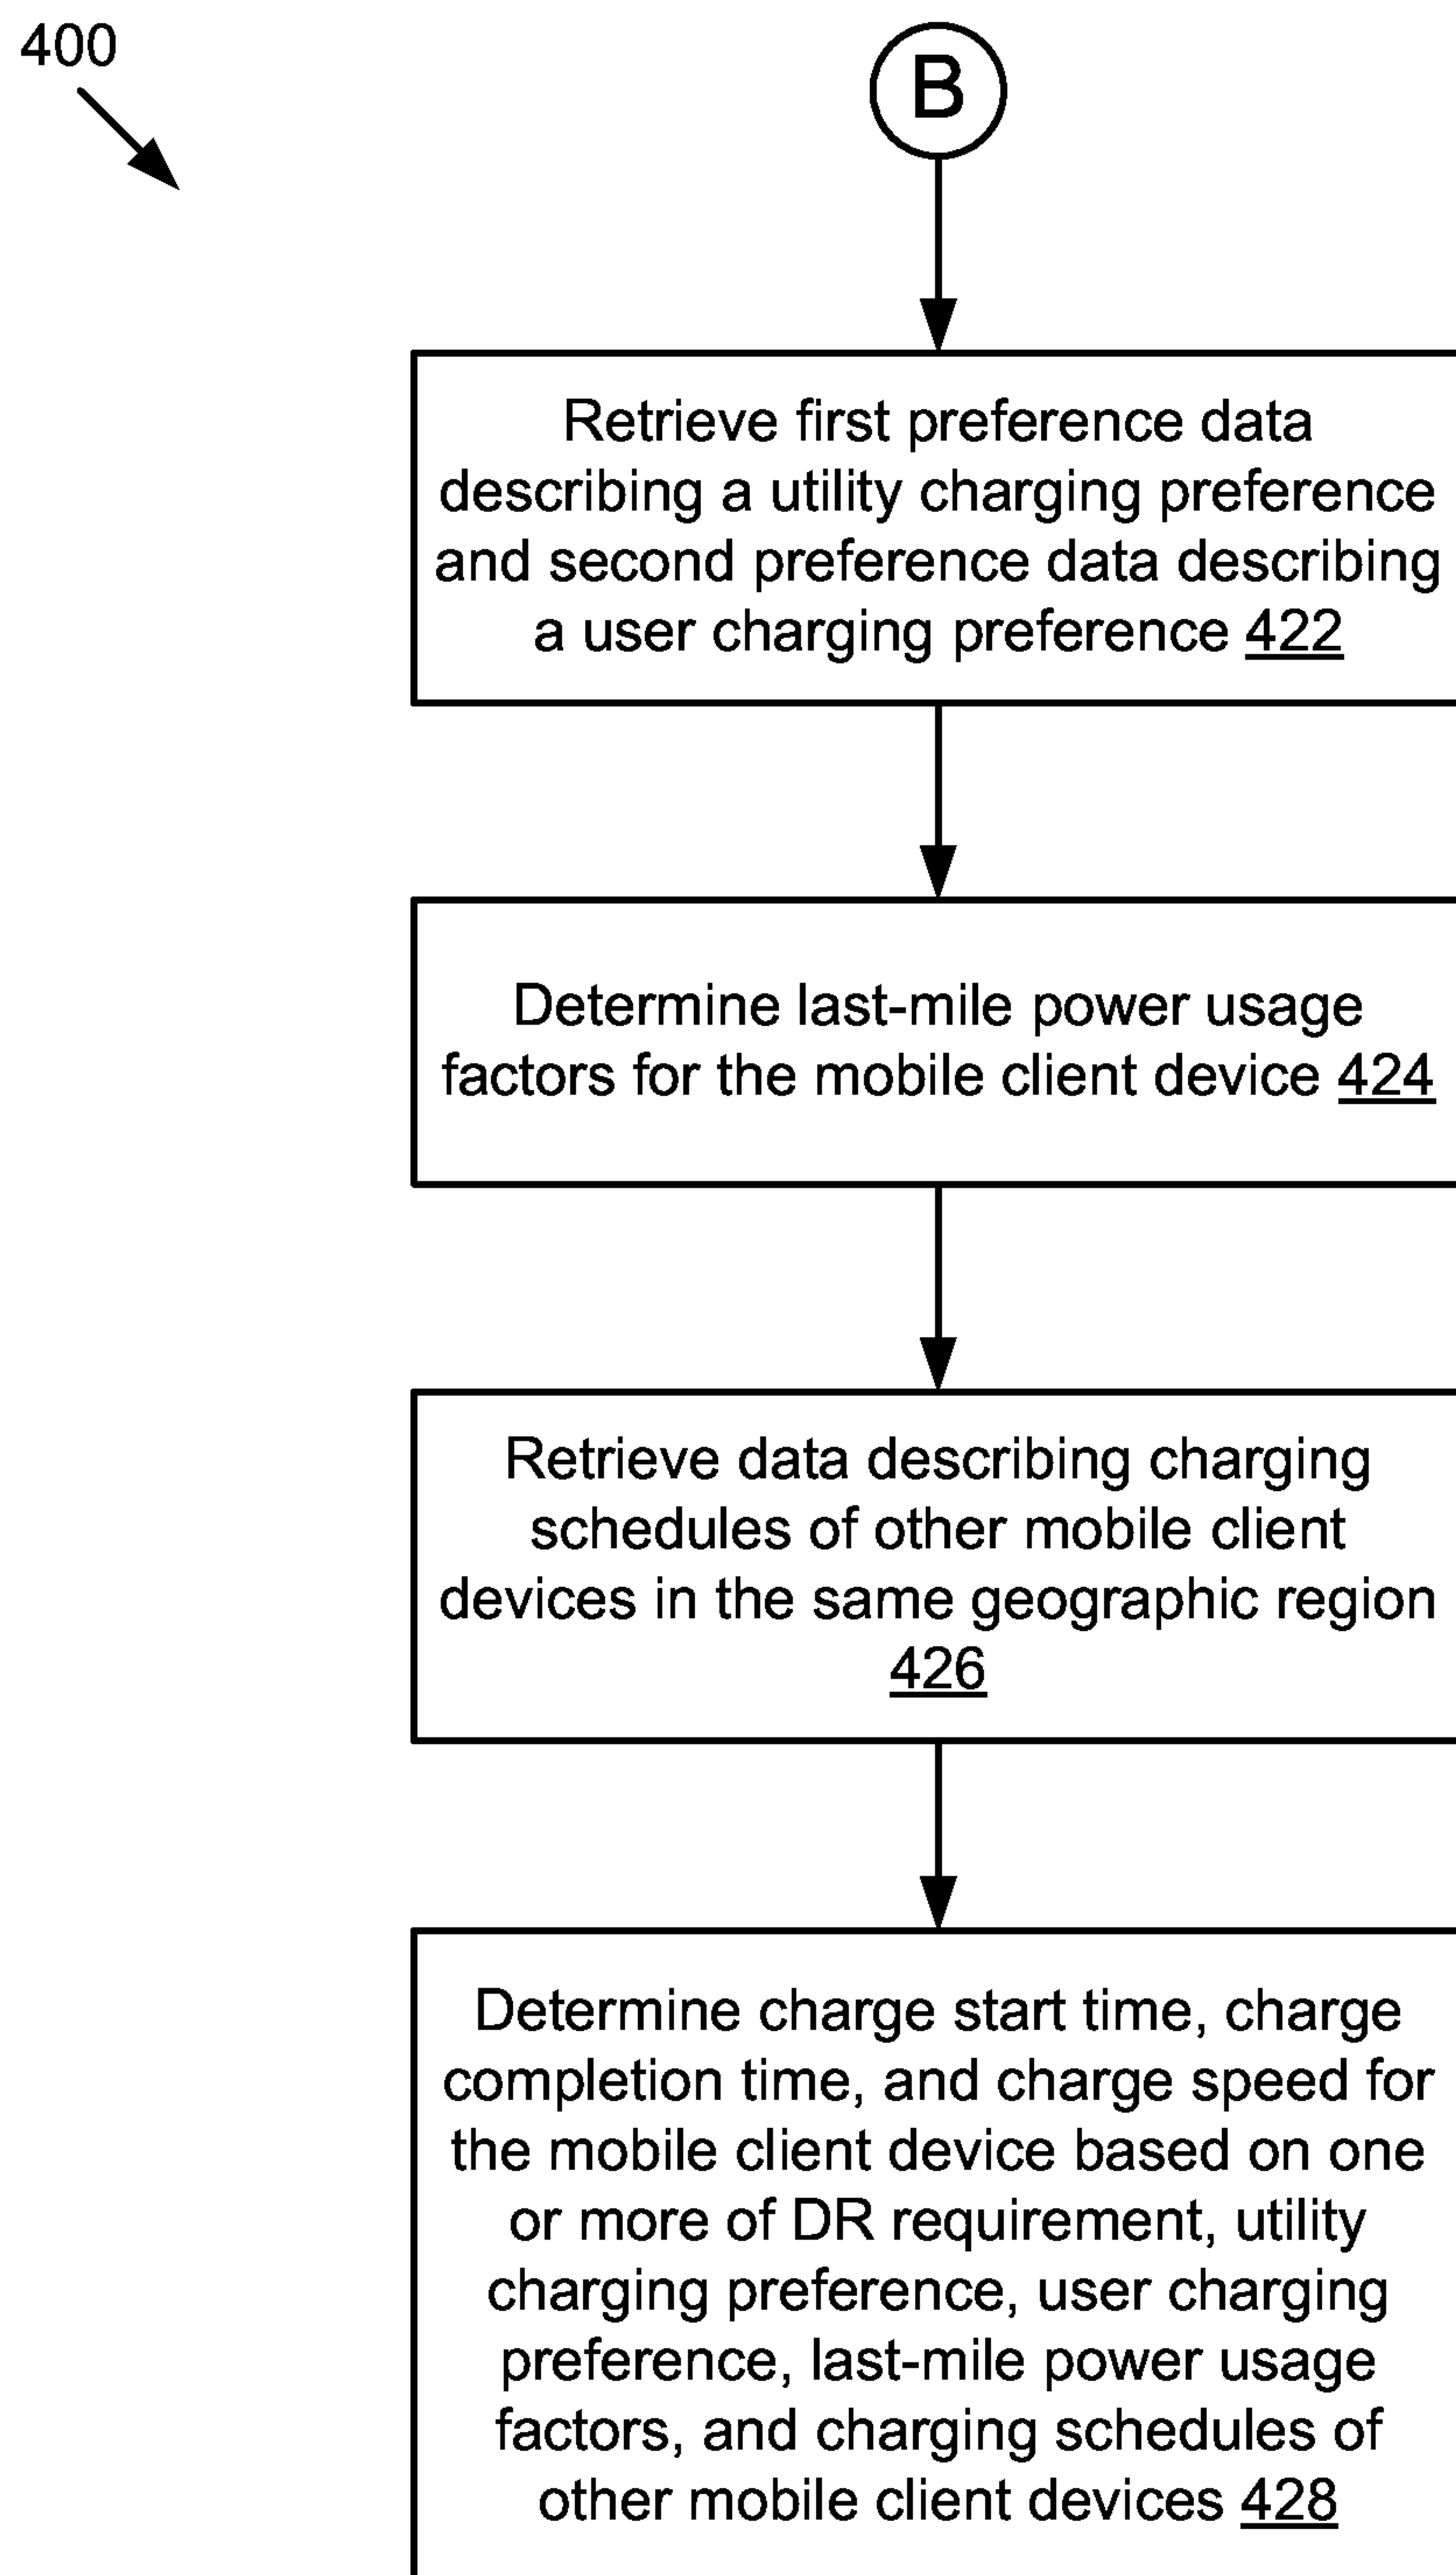 400
B
Retrieve first preference data
describing a utility charging preference
and second preference data describing
a user charging preference 422
Determine last-mile power usage
factors for the mobile client device 424
Retrieve data describing charging
schedules of other mobile client
devices in the same geographic region
426
Determine charge start time, charge
completion time, and charge speed for
the mobile client device based on one
or more of DR requirement, utility
charging preference, user charging
preference, last-mile power usage
factors, and charging schedules of
other mobile client devices 428